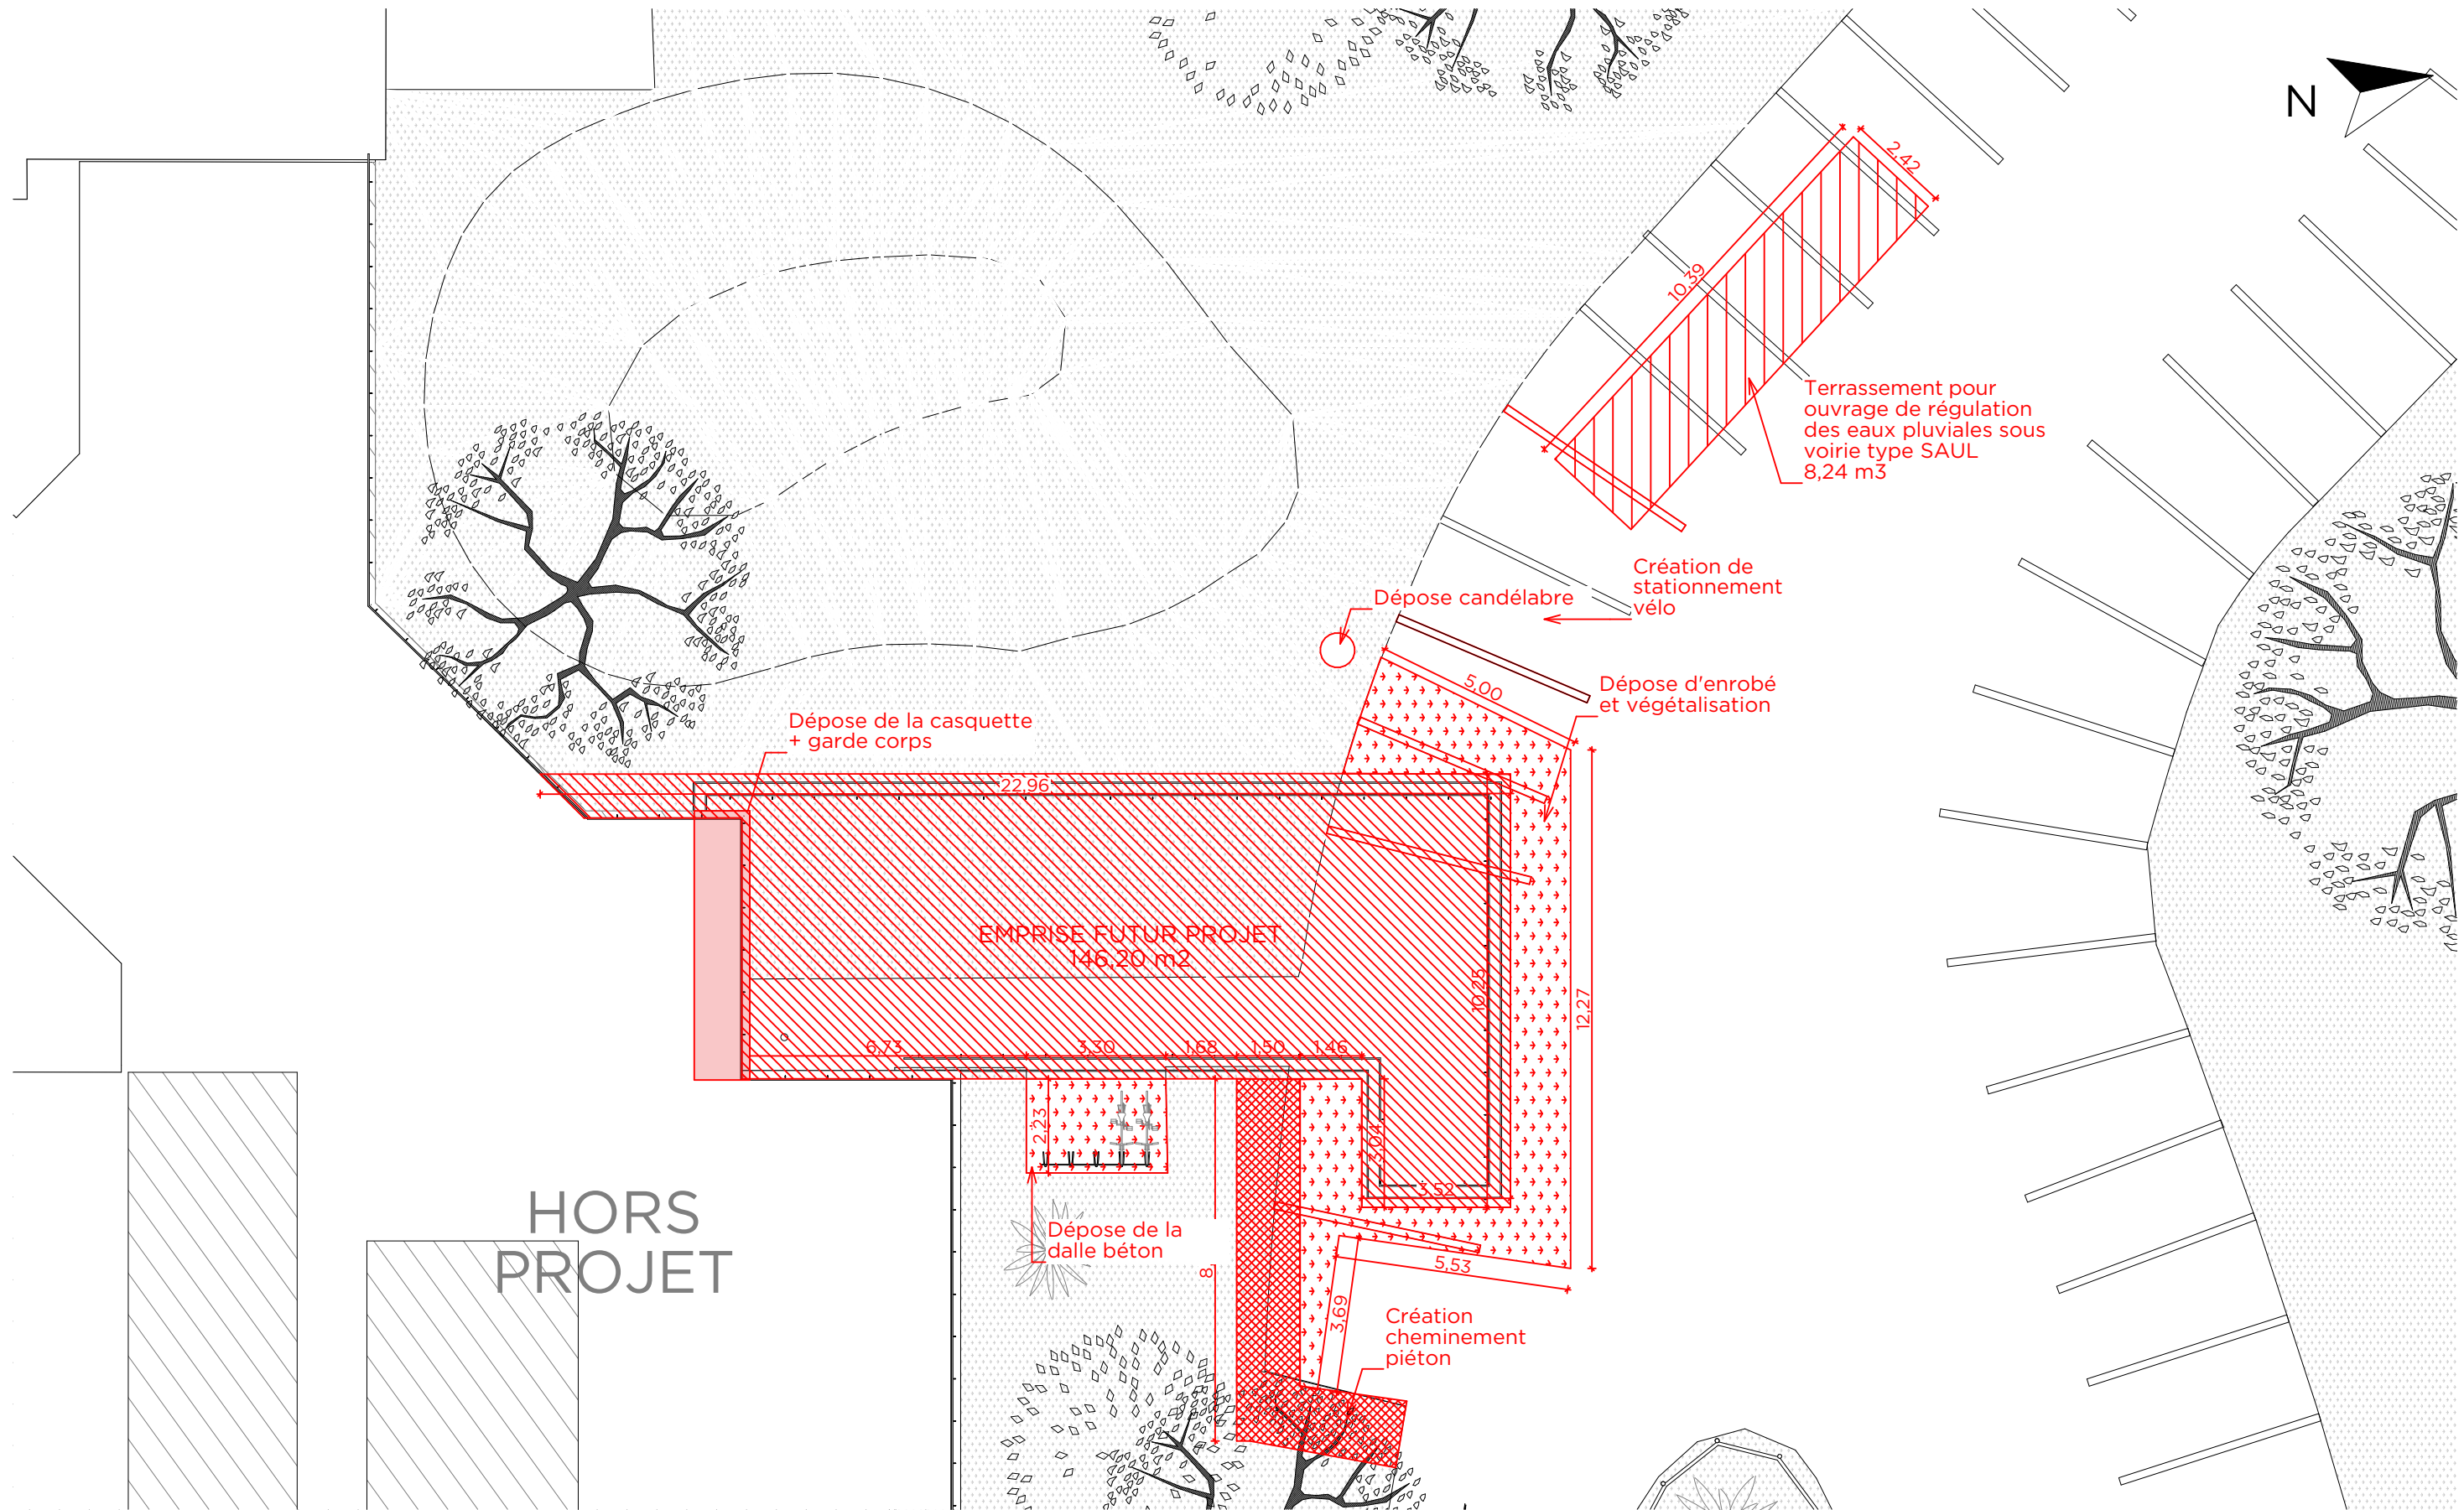 N
2,42
10,39
Terrassement pour
ouvrage de régulation
des eaux pluviales sous
voirie type SAUL
8,24 m3
Création de
stationnement
vélo
Dépose candélabre
5,00
Dépose d'enrobé
et végétalisation
Dépose de la casquette
+ garde corps
22,96
EMPRISE FUTUR PROJET
146,20 m2
10,25
12,27
6,73
3,30
1,68
1,50
1,46
2,23
3,04
3,52
HORS
PROJET
Dépose de la
dalle béton
8
5,53
3,69
Création
cheminement
piéton